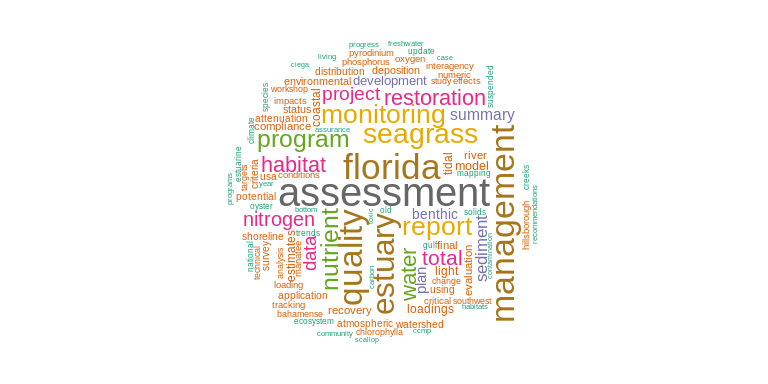 progress
freshwater
living
pyrodinium
update
case
ciega
phosphorus
oxygen
interagency
distribution
deposition
numeric
environmental
development
study
effects
workshop
project
restoration
suspended
species
impacts
coastal
monitoring
summary
status
attenuation
compliance
assurance
seagrass
climate
program
florida
tidal
river
model
mapping
estuarine
habitat
criteria
targets
usa
conditions
programs
year
potential
assessment
management
creeks
oyster
bottom
old
toxic
benthic
solids
recommendations
nitrogen
report
hillsborough
shoreline
trends
nutrient
quality
estuary
water
gulf
final
sediment
contamination
national
technical
survey
analysis
manatee
estimates
data
carbon
total
plan
light
evaluation
loading
change
using
application
critical
southwest
tracking
habitats
bahamense
recovery
loadings
ecosystem
atmospheric
watershed
community
chlorophylla
ccmp
scallop